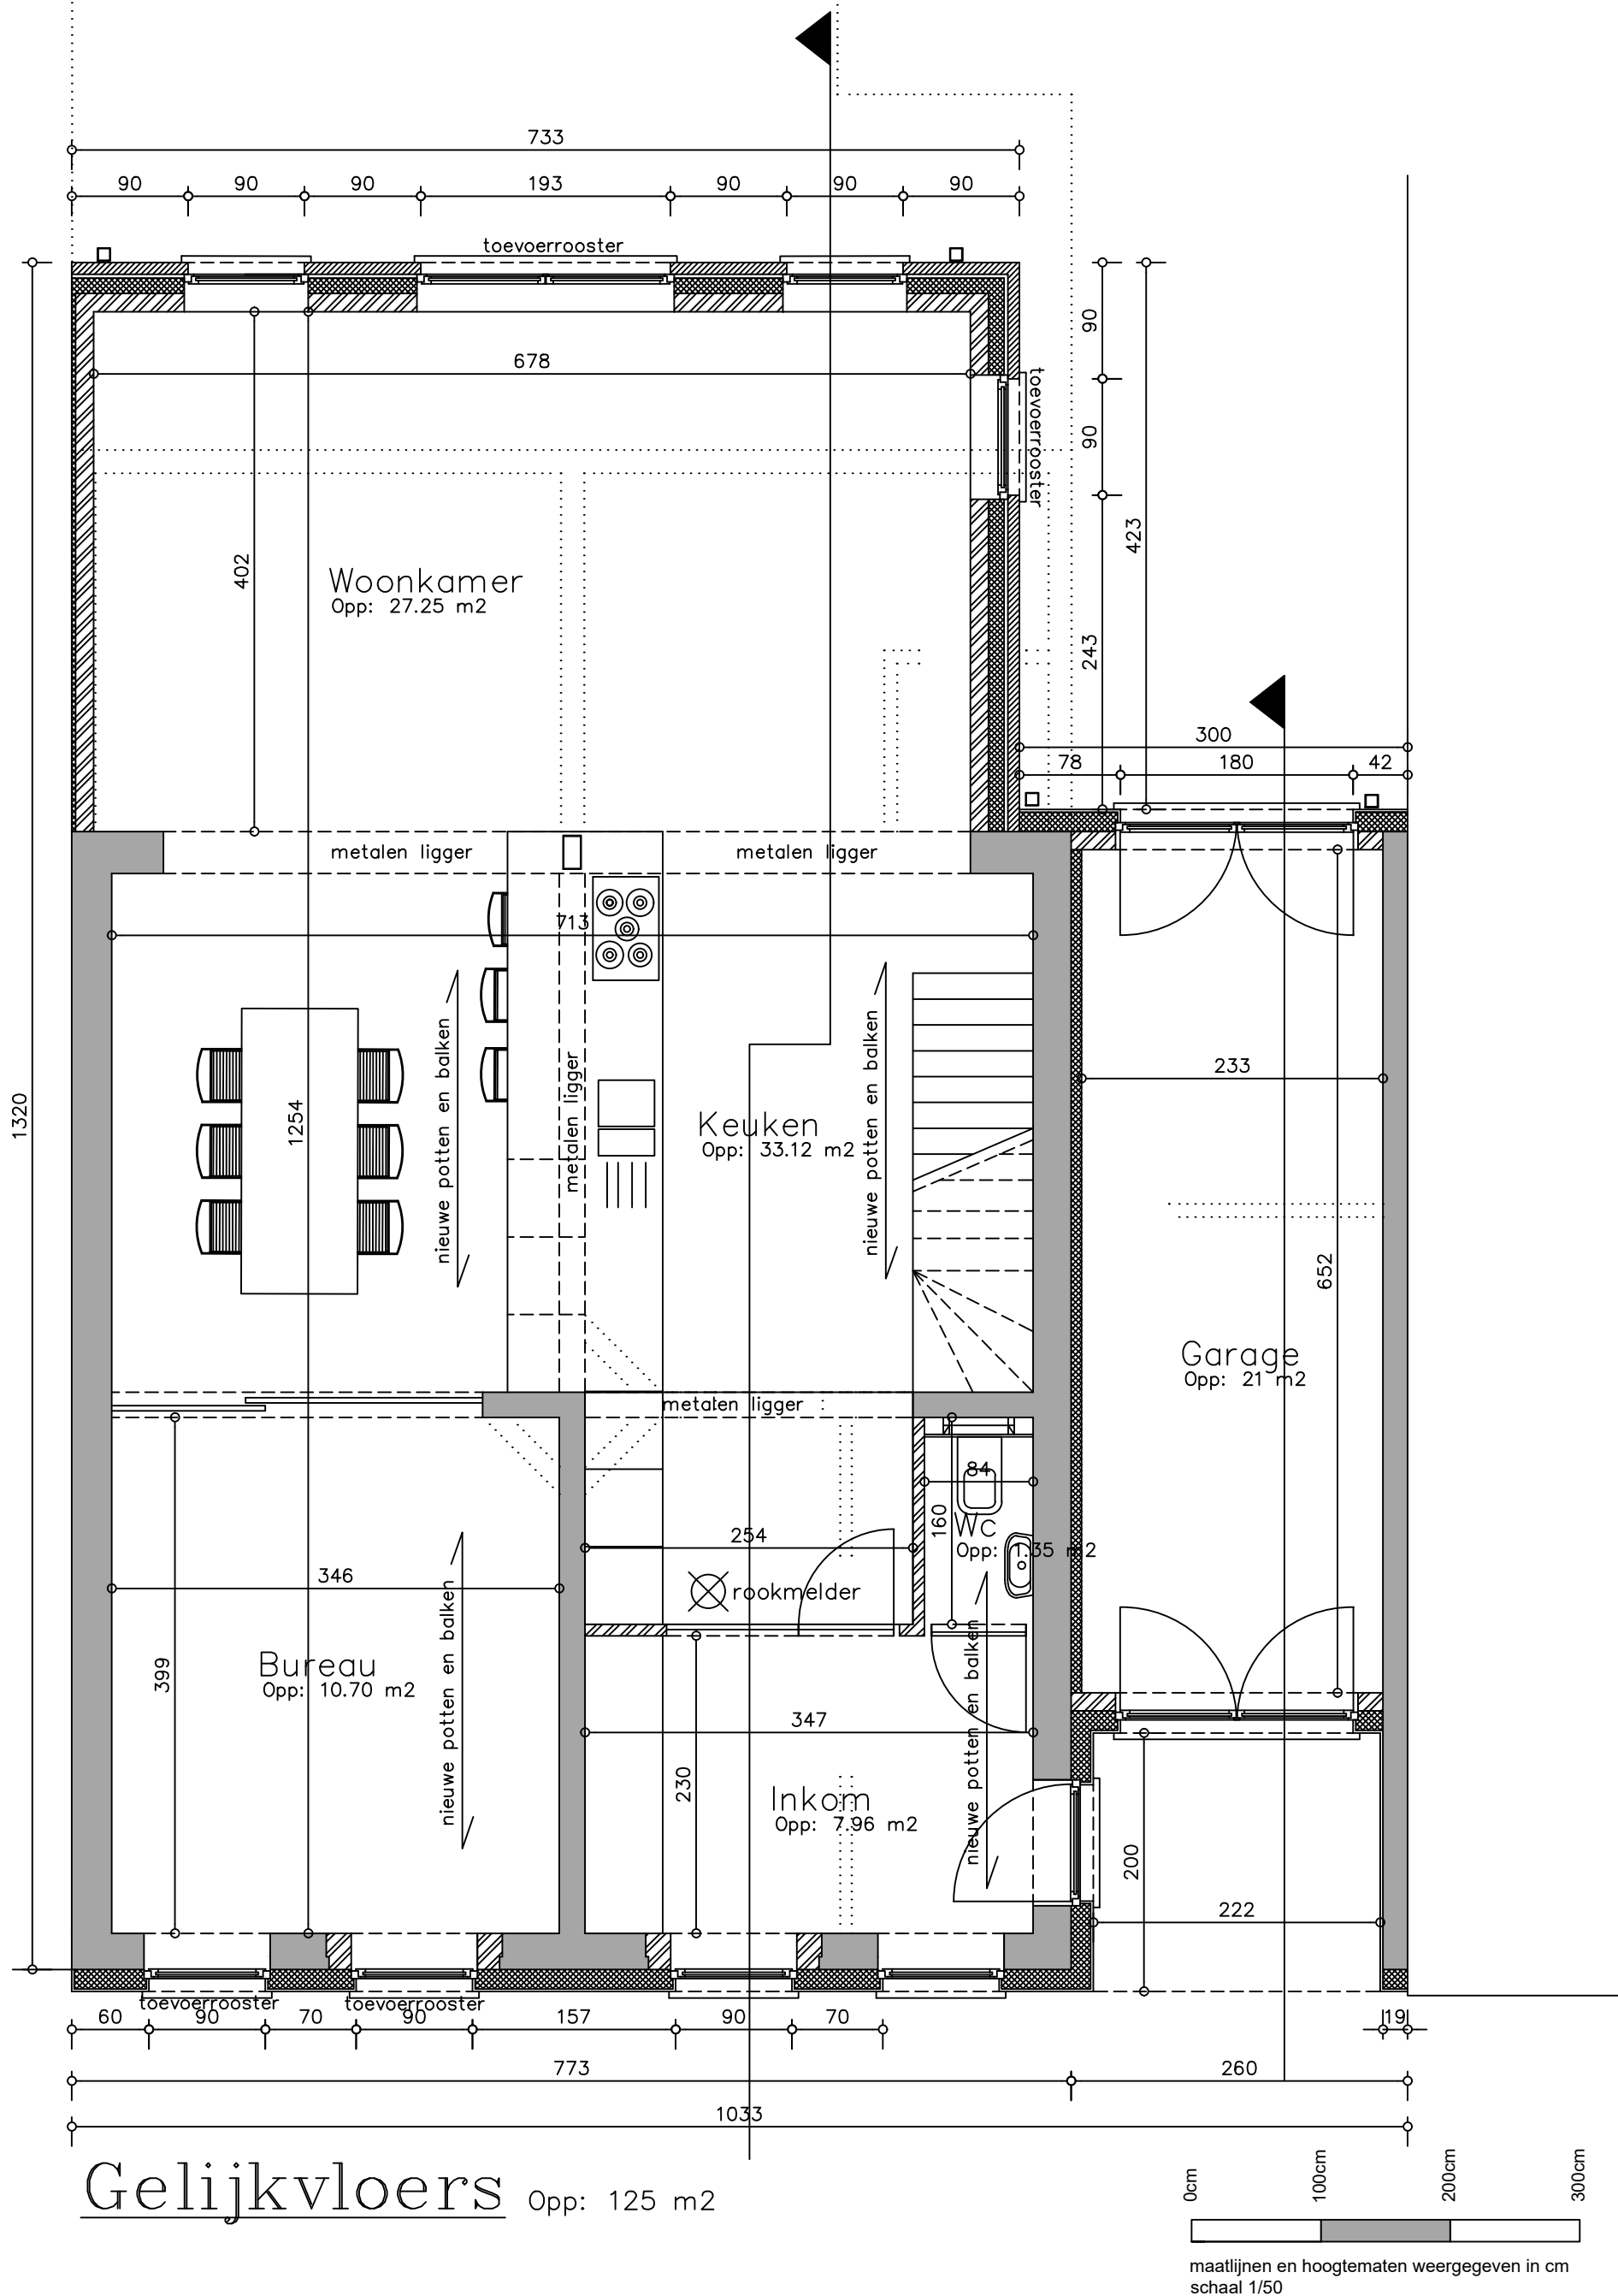 733
90 90 90 193 90 90 90
toevoerrooster
90
678
toevoerrooster
90
423
402
Woonkamer
Opp: 27.25 m2
243
300
78 180 42
metalen ligger metalen ligger
713
nieuwe potten en balken
metalen ligger
nieuwe potten en balken
233
1320
1254
Keuken
Opp: 33.12 m2
652
Garage
Opp: 21 m2
metalen ligger
84
160
WC
Opp: 1.35 m2
254
346
rookmelder
nieuwe potten en balken
nieuwe potten en balken
399
Bureau
Opp: 10.70 m2
347
230
Inkom
Opp: 7.96 m2
200
222
toevoerrooster toevoerrooster
60 90 70 90 157 90 70 19
773 260
1033
Gelijkvloers Opp: 125 m2
0cm 100cm 200cm 300cm
maatlijnen en hoogtematen weergegeven in cm
schaal 1/50